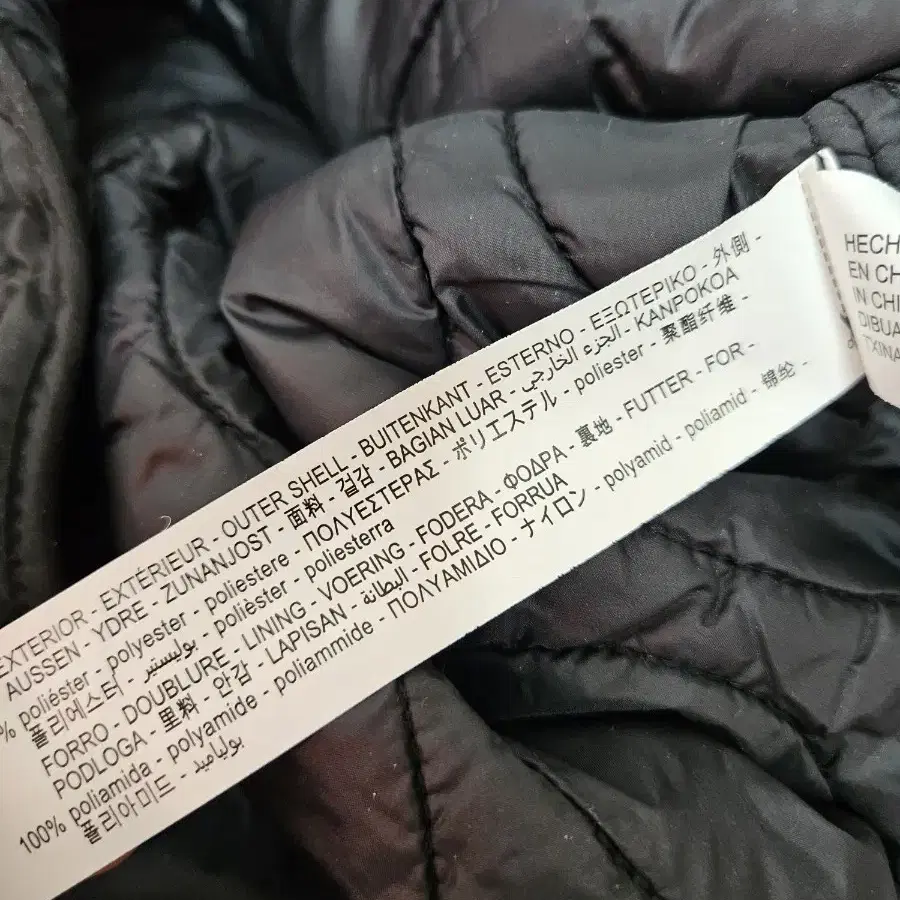 EXTERIOR - EXTÉRIEUR - OUTER SHELL - BUITENKANT - ESTERNO - ΕΞΩΤΕΡΙΚΟ - 外側 -
AUSSEN - YDRE - ZUNANJOST - 面料 - 겉감 - BAGIAN LUAR - الجزء الخارجي - KANPOKOA
% poliéster - polyester - poliestere - ΠΟΛΥΕΣΤΕΡΑΣ - ポリエステル - poliester - 聚酯纤维 -
폴리에스터 - بوليستير - polièster - poliesterra
FORRO - DOUBLURE - LINING - VOERING - FODERA - ΦΟΔΡΑ - 裏地 - FUTTER - FOR -
PODLOGA - 里料 - 안감 - LAPISAN - البطانة - FOLRE - FORRUA
100% poliamida - polyamide - poliammide - ΠΟΛΥΑΜΙΔΙΟ - ナイロン - polyamid - poliamid - 锦纶 -
폴리아미드 - بولياميد
HECH
EN CH
IN CHI
DIBUA
TXINA